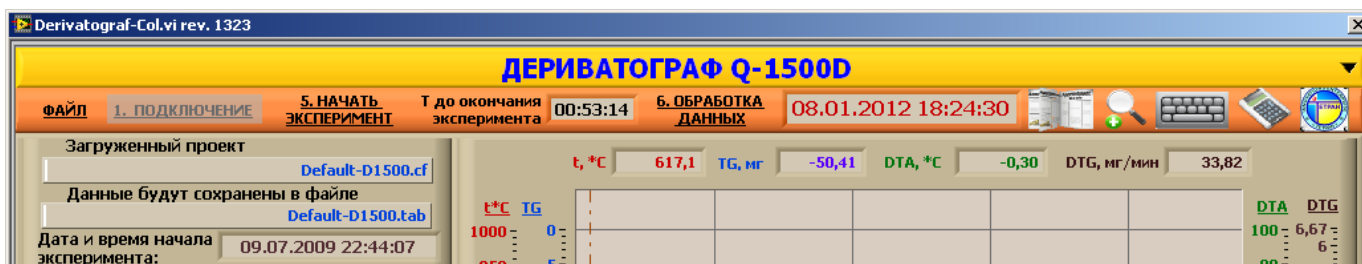 Derivatograf-Col.vi rev. 1323
ДЕРИВАТОГРАФ Q-1500D
ФАЙЛ
1. ПОДКЛЮЧЕНИЕ
5. НАЧАТЬ
ЭКСПЕРИМЕНТ
Т до окончания
эксперимента
00:53:14
6. ОБРАБОТКА
ДАННЫХ
08.01.2012 18:24:30
Загруженный проект
Default-D1500.cf
Данные будут сохранены в файле
Default-D1500.tab
Дата и время начала
эксперимента:
09.07.2009 22:44:07
t, *C 617,1 TG, мг -50,41 DTA, *C -0,30 DTG, мг/мин 33,82
t*C TG
1000 0
DTA DTG
100 6,67
6